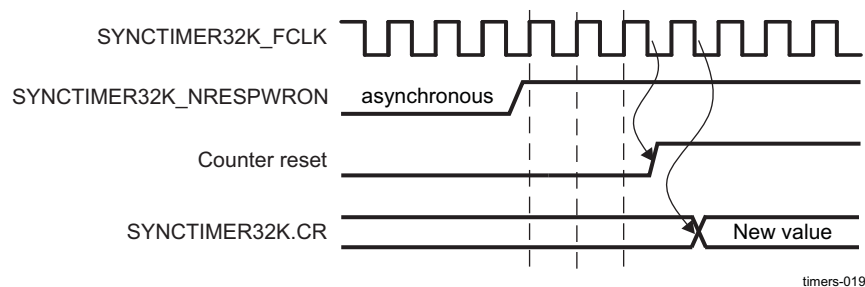 SYNCTIMER32K_FCLK
SYNCTIMER32K_NRESPWRON
asynchronous
Counter reset
SYNCTIMER32K.CR
New value
timers-019